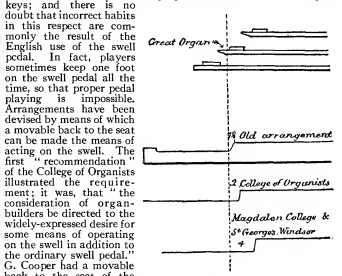 keys; and there is no
doubt that incorrect habits
in this respect are com-
monly the result of the
English use of the swell
pedal. In fact, players
sometimes keep one foot
on the swell pedal all the
time, so that proper pedal
playing is impossible.
Arrangements have been
devised by means of which
a movable back to the seat
can be made the means of
acting on the swell. The
first "recommendation"
of the College of Organists
illustrated the require-
ment; it was, that "the
consideration of organ-
builders be directed to the
widely-expressed desire for
some means of operating
on the swell in addition to
the ordinary swell pedal."
G. Cooper had a movable
Great Organ
Old arrangement
2 College of Organists
Magdalen College &
St George's. Windsor
4